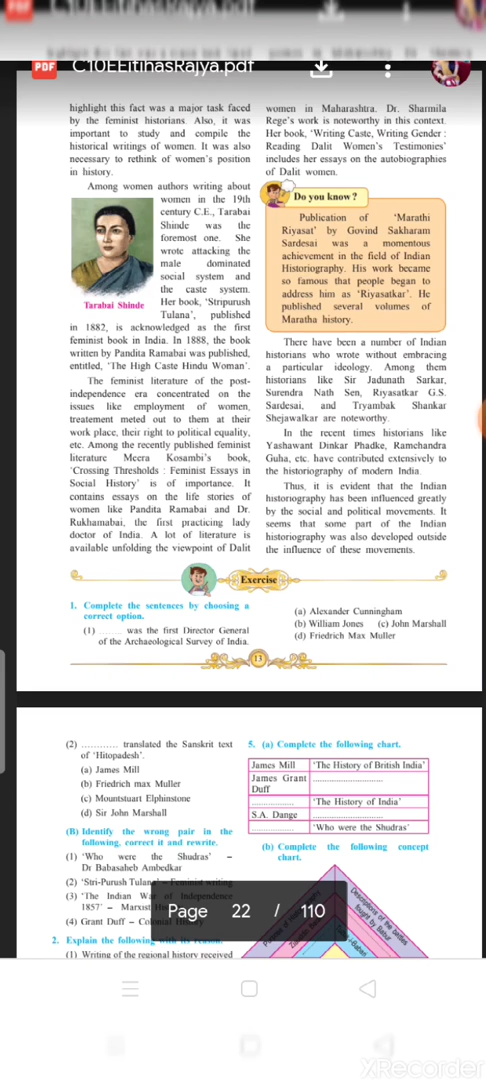 PDF C10EEitihasRajya.pdf
highlight this fact was a major task faced
by the feminist historians. Also, it was
important to study and compile the
historical writings of women. It was also
necessary to rethink of women's position
in history.
Among women authors writing about
women in the 19th
century C.E., Tarabai
Shinde was the
foremost one. She
wrote attacking the
male dominated
social system and
the caste system.
Her book, 'Stripurush
Tulana', published
Tarabai Shinde
in 1882, is acknowledged as the first
feminist book in India. In 1888, the book
written by Pandita Ramabai was published,
entitled, 'The High Caste Hindu Woman'.
The feminist literature of the post-
independence era concentrated on the
issues like employment of women,
treatement meted out to them at their
work place, their right to political equality,
etc. Among the recently published feminist
literature Meera Kosambi's book,
'Crossing Thresholds : Feminist Essays in
Social History' is of importance. It
contains essays on the life stories of
women like Pandita Ramabai and Dr.
Rukhamabai, the first practicing lady
doctor of India. A lot of literature is
available unfolding the viewpoint of Dalit
women in Maharashtra. Dr. Sharmila
Rege's work is noteworthy in this context.
Her book, 'Writing Caste, Writing Gender :
Reading Dalit Women's Testimonies'
includes her essays on the autobiographies
of Dalit women.
Do you know ?
Publication of 'Marathi
Riyasat' by Govind Sakharam
Sardesai was a momentous
achievement in the field of Indian
Historiography. His work became
so famous that people began to
address him as 'Riyasatkar'. He
published several volumes of
Maratha history.
There have been a number of Indian
historians who wrote without embracing
a particular ideology. Among them
historians like Sir Jadunath Sarkar,
Surendra Nath Sen, Riyasatkar G.S.
Sardesai, and Tryambak Shankar
Shejawalkar are noteworthy.
In the recent times historians like
Yashawant Dinkar Phadke, Ramchandra
Guha, etc. have contributed extensively to
the historiography of modern India.
Thus, it is evident that the Indian
historiography has been influenced greatly
by the social and political movements. It
seems that some part of the Indian
historiography was also developed outside
the influence of these movements.
Exercise
1. Complete the sentences by choosing a
correct option.
(1) ....... was the first Director General
of the Archaeological Survey of India.
(a) Alexander Cunningham
(b) William Jones (c) John Marshall
(d) Friedrich Max Muller
13
(2) ............ translated the Sanskrit text
of 'Hitopadesh'.
(a) James Mill
(b) Friedrich max Muller
(c) Mountstuart Elphinstone
(d) Sir John Marshall
(B) Identify the wrong pair in the
following, correct it and rewrite.
(1) 'Who were the Shudras' –
Dr Babasaheb Ambedkar
(2) 'Stri-Purush Tulana' – Feminist writing
(3) 'The Indian War of Independence
1857' – Marxist
(4) Grant Duff – Colonial History
2. Explain the following with its reason.
(1) Writing of the regional history received
5. (a) Complete the following chart.
James Mill 'The History of British India'
James Grant ..............................
Duff
.................. 'The History of India'
S.A. Dange ..............................
.................. 'Who were the Shudras'
(b) Complete the following concept
chart.
Descriptions of the battles
fought by Babur
Page 22 / 110
XRecorder